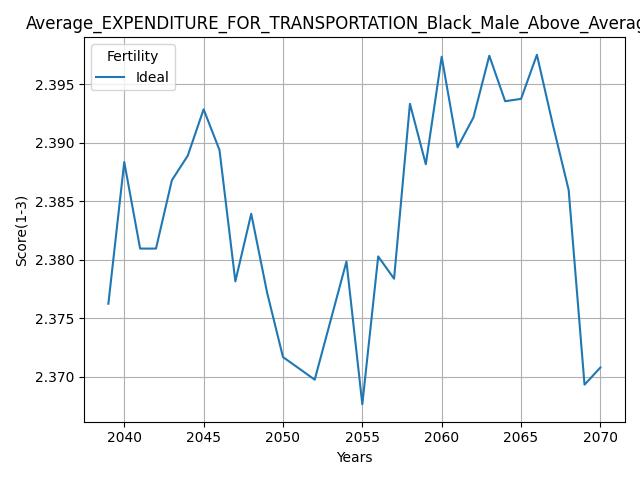 Average_EXPENDITURE_FOR_TRANSPORTATION_Black_Male_Above_Averag
Fertility
Ideal
2.395
2.390
2.385
2.380
2.375
2.370
Score(1-3)
2040 2045 2050 2055 2060 2065 2070
Years